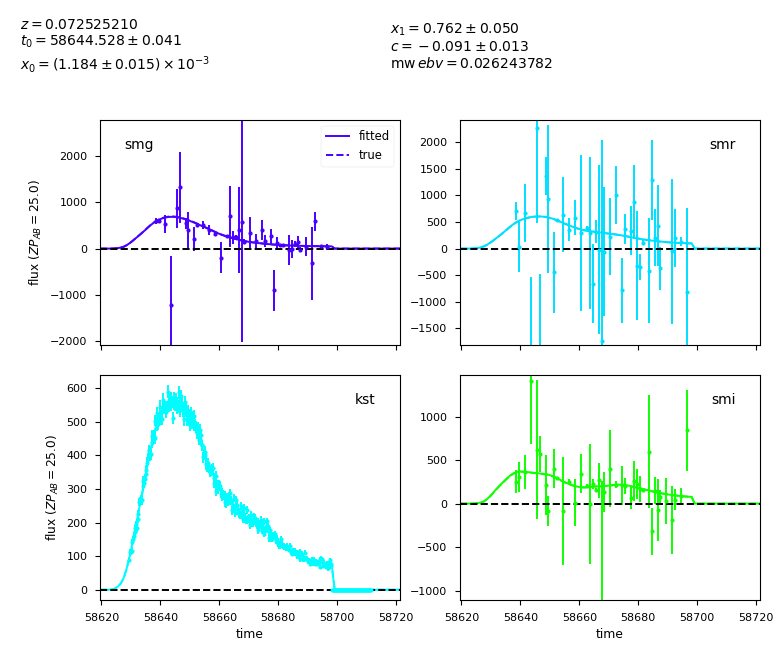 z = 0.072525210
t₀ = 58644.528 ± 0.041
x₀ = (1.184 ± 0.015) × 10⁻³
x₁ = 0.762 ± 0.050
c = −0.091 ± 0.013
mw ebv = 0.026243782
smg
fitted
true
2000
1000
0
−1000
−2000
flux (ZP_AB = 25.0)
smr
2000
1500
1000
500
0
−500
−1000
−1500
kst
600
500
400
300
200
100
0
flux (ZP_AB = 25.0)
58620 58640 58660 58680 58700 58720
time
smi
1000
500
0
−500
−1000
58620 58640 58660 58680 58700 58720
time